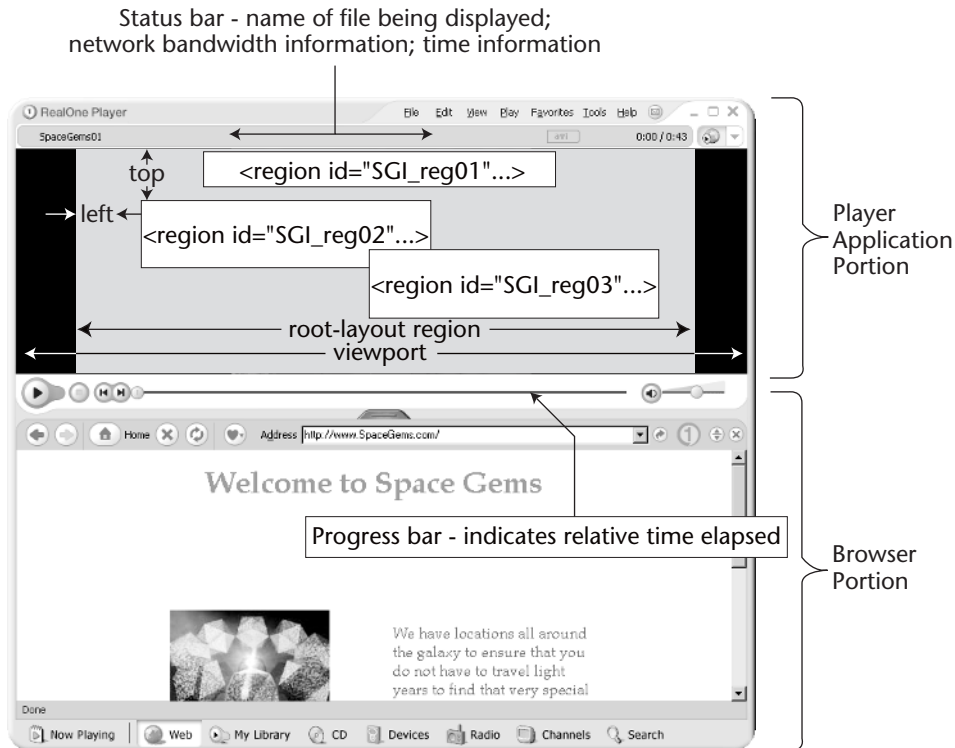 Status bar - name of file being displayed;
network bandwidth information; time information
RealOne Player
File Edit View Play Favorites Tools Help
SpaceGems01
0:00 / 0:43
top
<region id="SGI_reg01"...>
left
<region id="SGI_reg02"...>
<region id="SGI_reg03"...>
root-layout region
viewport
Player
Application
Portion
Home
Address http://www.SpaceGems.com/
1
Welcome to Space Gems
Progress bar - indicates relative time elapsed
Browser
Portion
We have locations all around
the galaxy to ensure that you
do not have to travel light
years to find that very special
Done
Now Playing Web My Library CD Devices Radio Channels Search